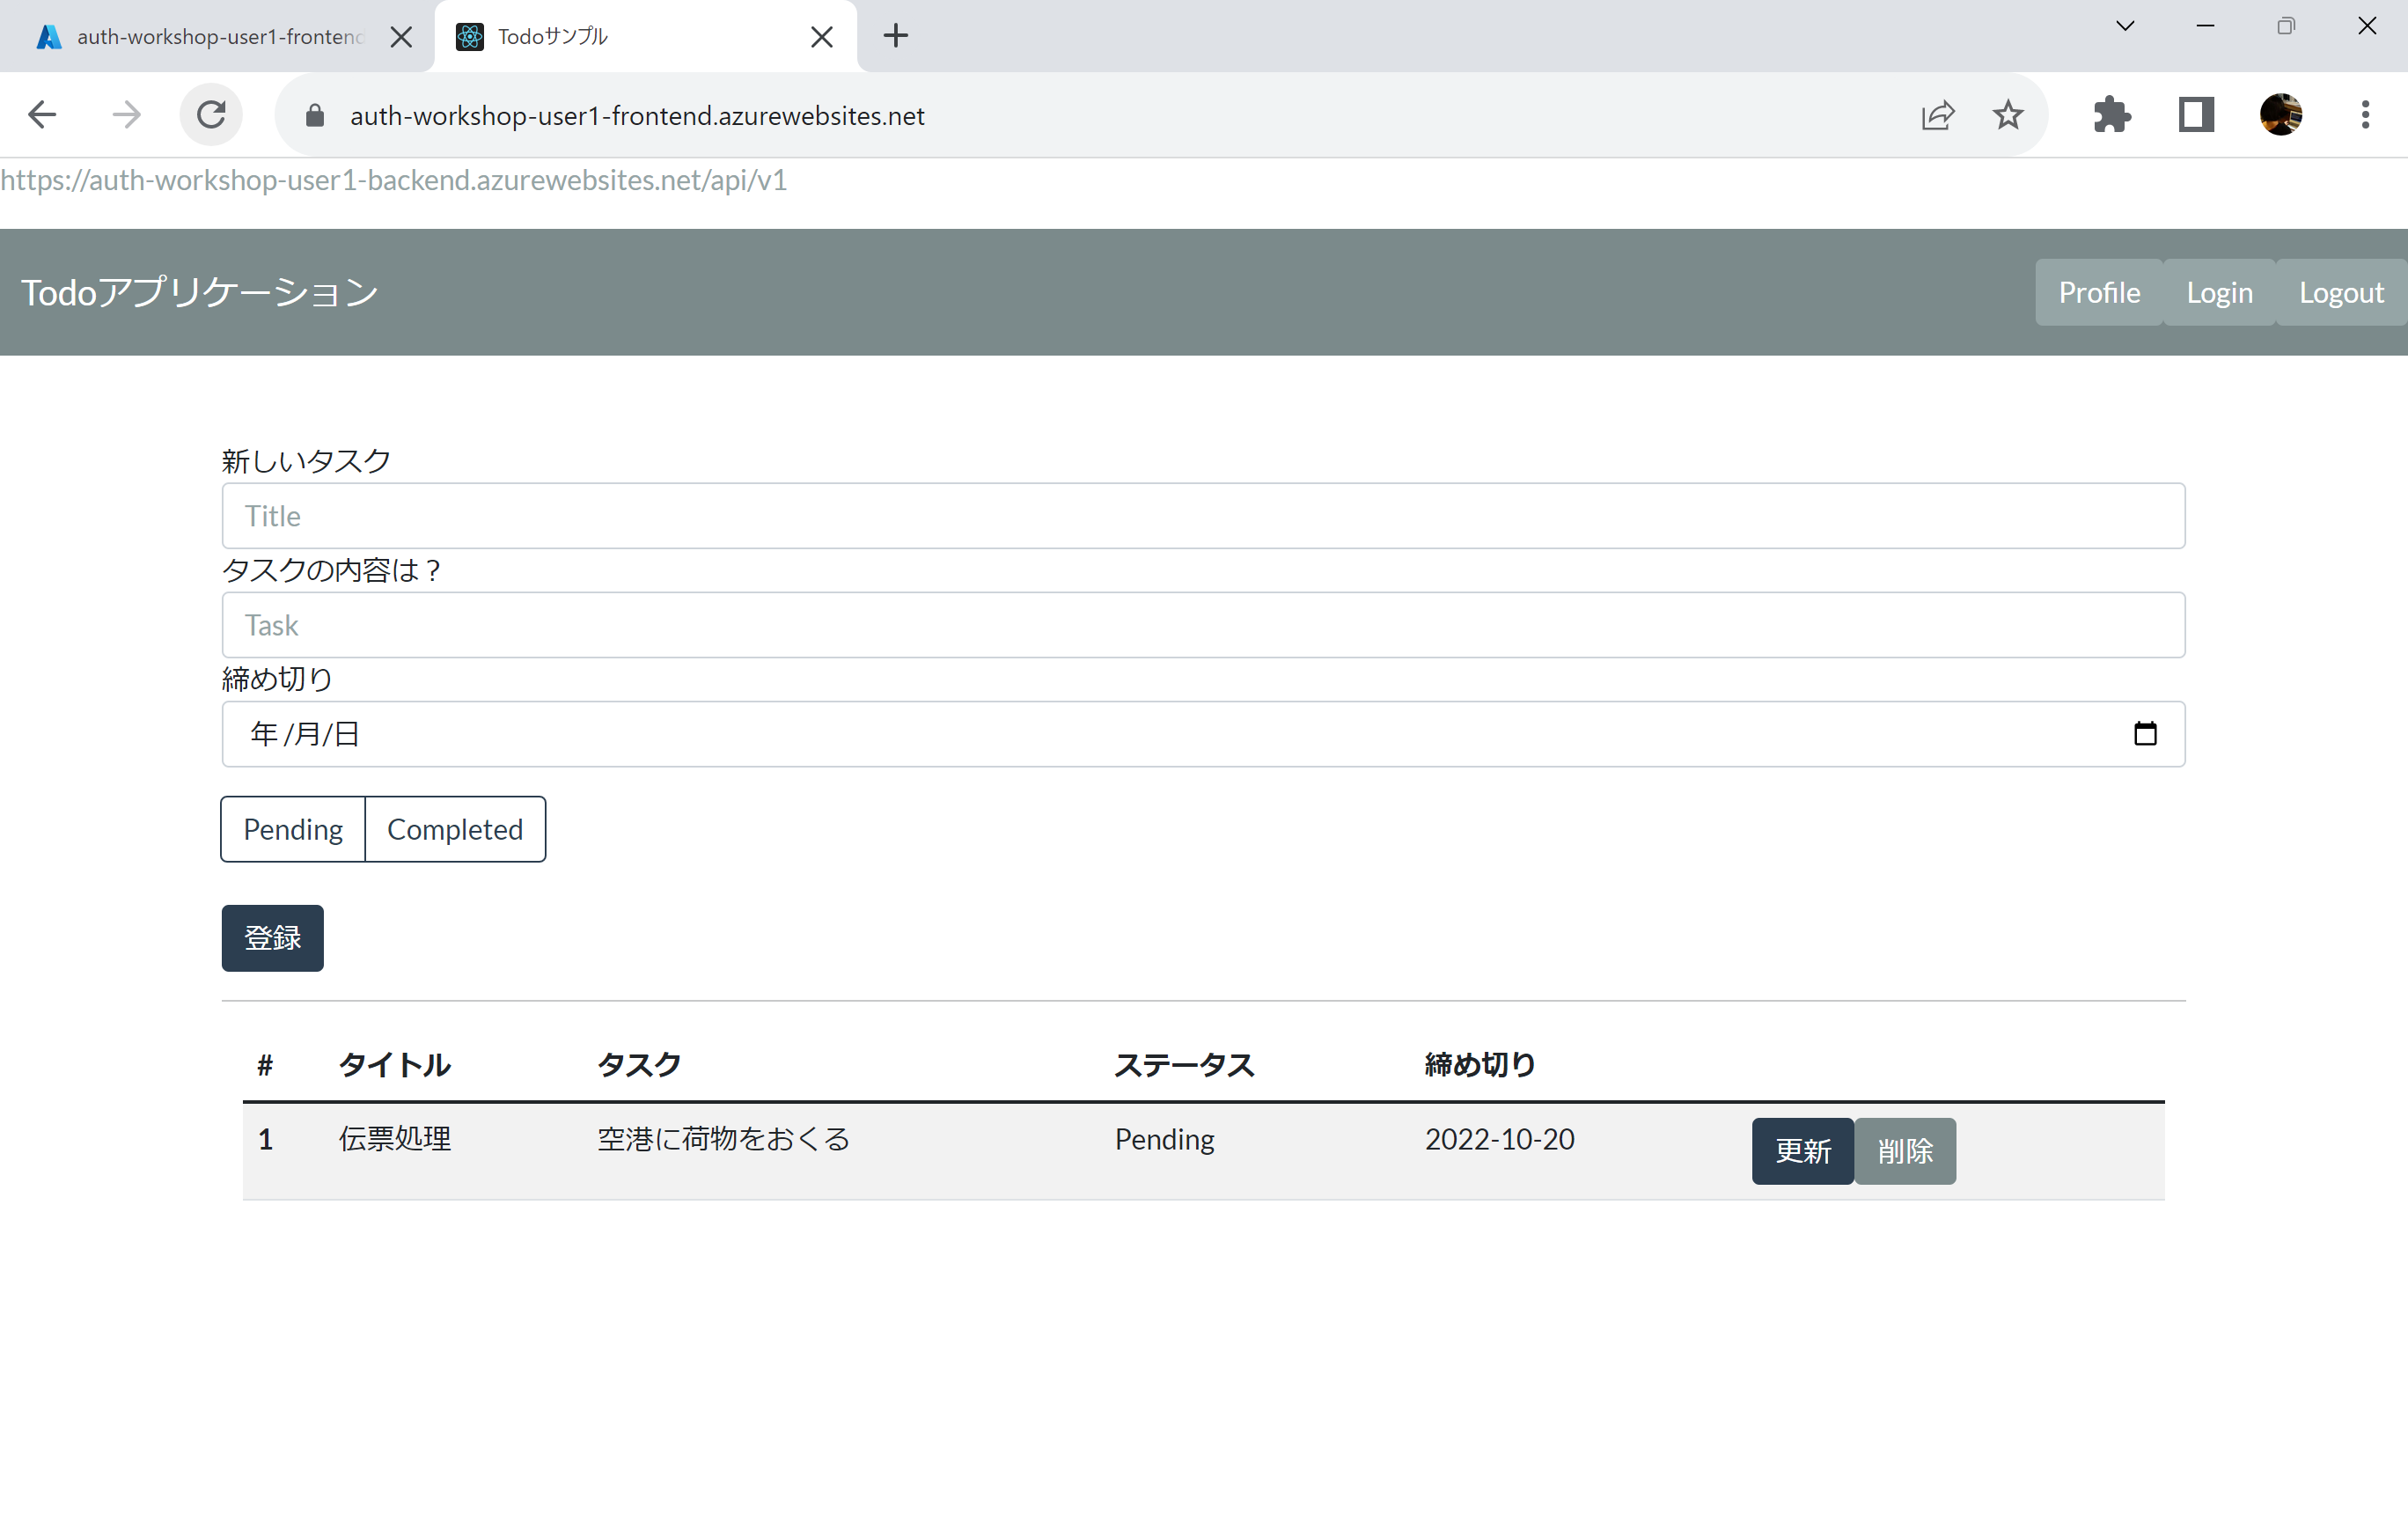 auth-workshop-user1-frontend
Todoサンプル
auth-workshop-user1-frontend.azurewebsites.net
https://auth-workshop-user1-backend.azurewebsites.net/api/v1
Todoアプリケーション Profile Login Logout
新しいタスク
Title
タスクの内容は？
Task
締め切り
年 /月/日
Pending Completed
登録
# タイトル タスク ステータス 締め切り
1 伝票処理 空港に荷物をおくる Pending 2022-10-20 更新 削除